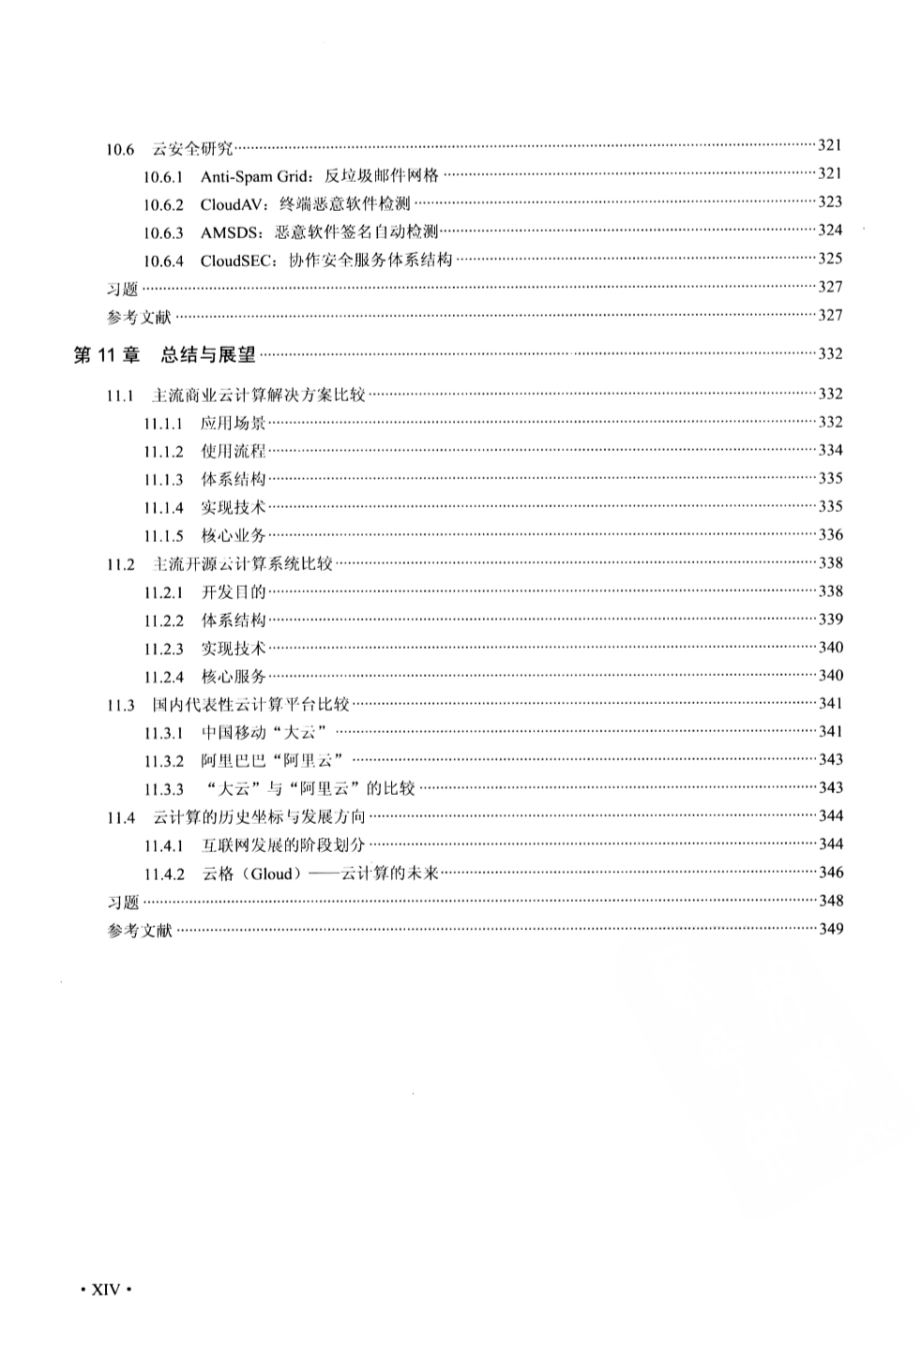 10.6 云安全研究 321
10.6.1 Anti-Spam Grid：反垃圾邮件网格 321
10.6.2 CloudAV：终端恶意软件检测 323
10.6.3 AMSDS：恶意软件签名自动检测 324
10.6.4 CloudSEC：协作安全服务体系结构 325
习题 327
参考文献 327
第 11 章 总结与展望 332
11.1 主流商业云计算解决方案比较 332
11.1.1 应用场景 332
11.1.2 使用流程 334
11.1.3 体系结构 335
11.1.4 实现技术 335
11.1.5 核心业务 336
11.2 主流开源云计算系统比较 338
11.2.1 开发目的 338
11.2.2 体系结构 339
11.2.3 实现技术 340
11.2.4 核心服务 340
11.3 国内代表性云计算平台比较 341
11.3.1 中国移动“大云” 341
11.3.2 阿里巴巴“阿里云” 343
11.3.3 “大云”与“阿里云”的比较 343
11.4 云计算的历史坐标与发展方向 344
11.4.1 互联网发展的阶段划分 344
11.4.2 云格（Gloud）——云计算的未来 346
习题 348
参考文献 349
· XIV ·